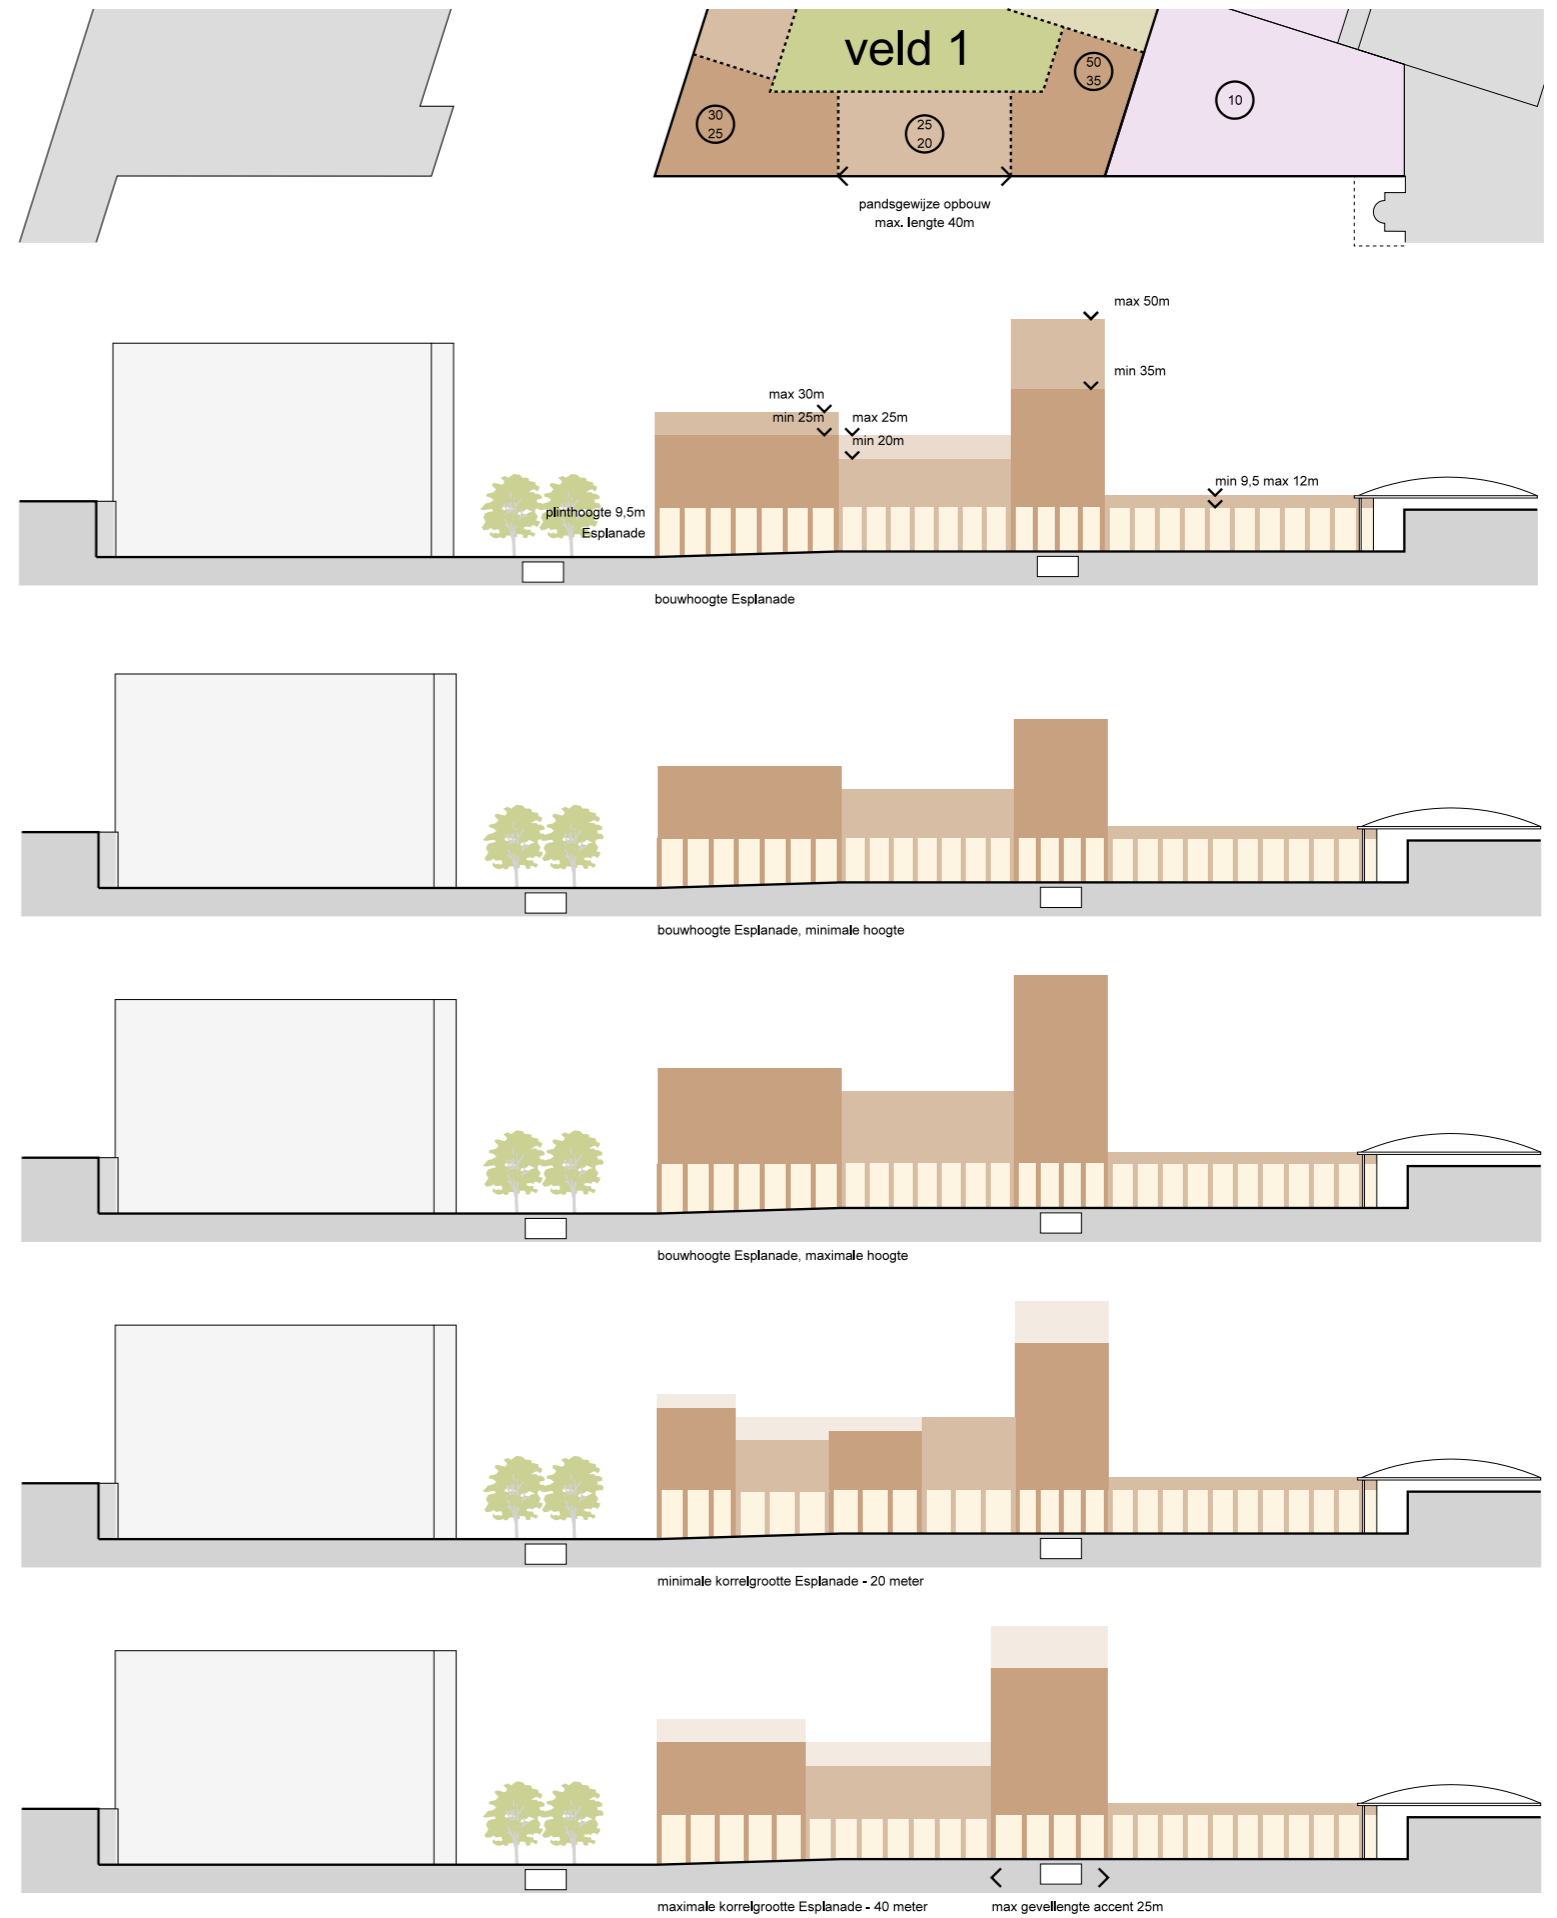 veld 1
50
35
30
25
25
20
10
pandsgewijze opbouw
max. lengte 40m
max 50m
min 35m
max 30m
min 25m
max 25m
min 20m
min 9,5 max 12m
plinthoogte 9,5m
Esplanade
bouwhoogte Esplanade
bouwhoogte Esplanade, minimale hoogte
bouwhoogte Esplanade, maximale hoogte
minimale korrelgrootte Esplanade - 20 meter
maximale korrelgrootte Esplanade - 40 meter
max gevellengte accent 25m